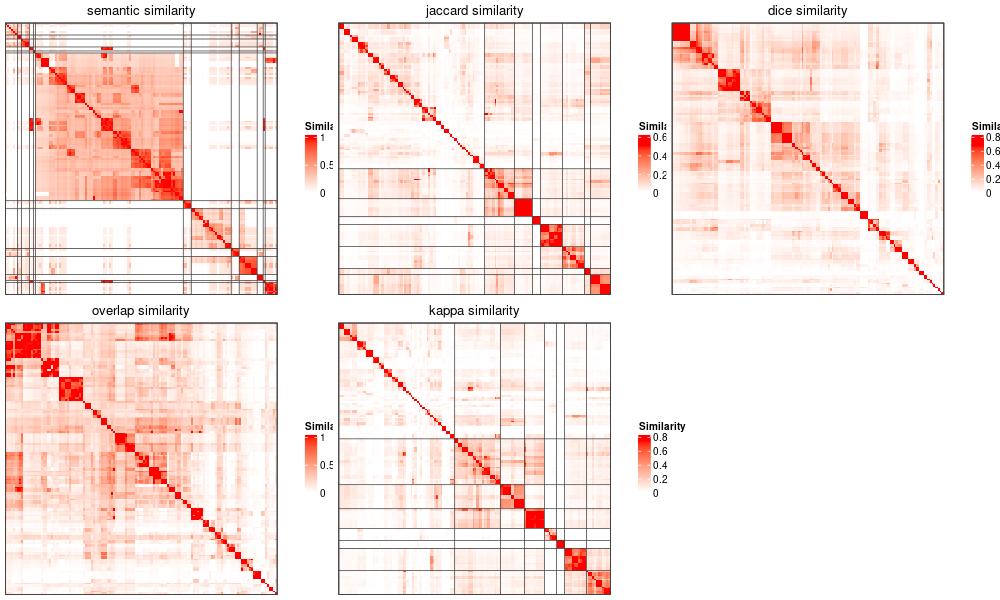 semantic similarity
jaccard similarity
dice similarity
Simila
1
0.5
0
Simila
0.6
0.4
0.2
0
Simila
0.8
0.6
0.4
0.2
0
overlap similarity
kappa similarity
Simila
1
0.5
0
Similarity
0.8
0.6
0.4
0.2
0